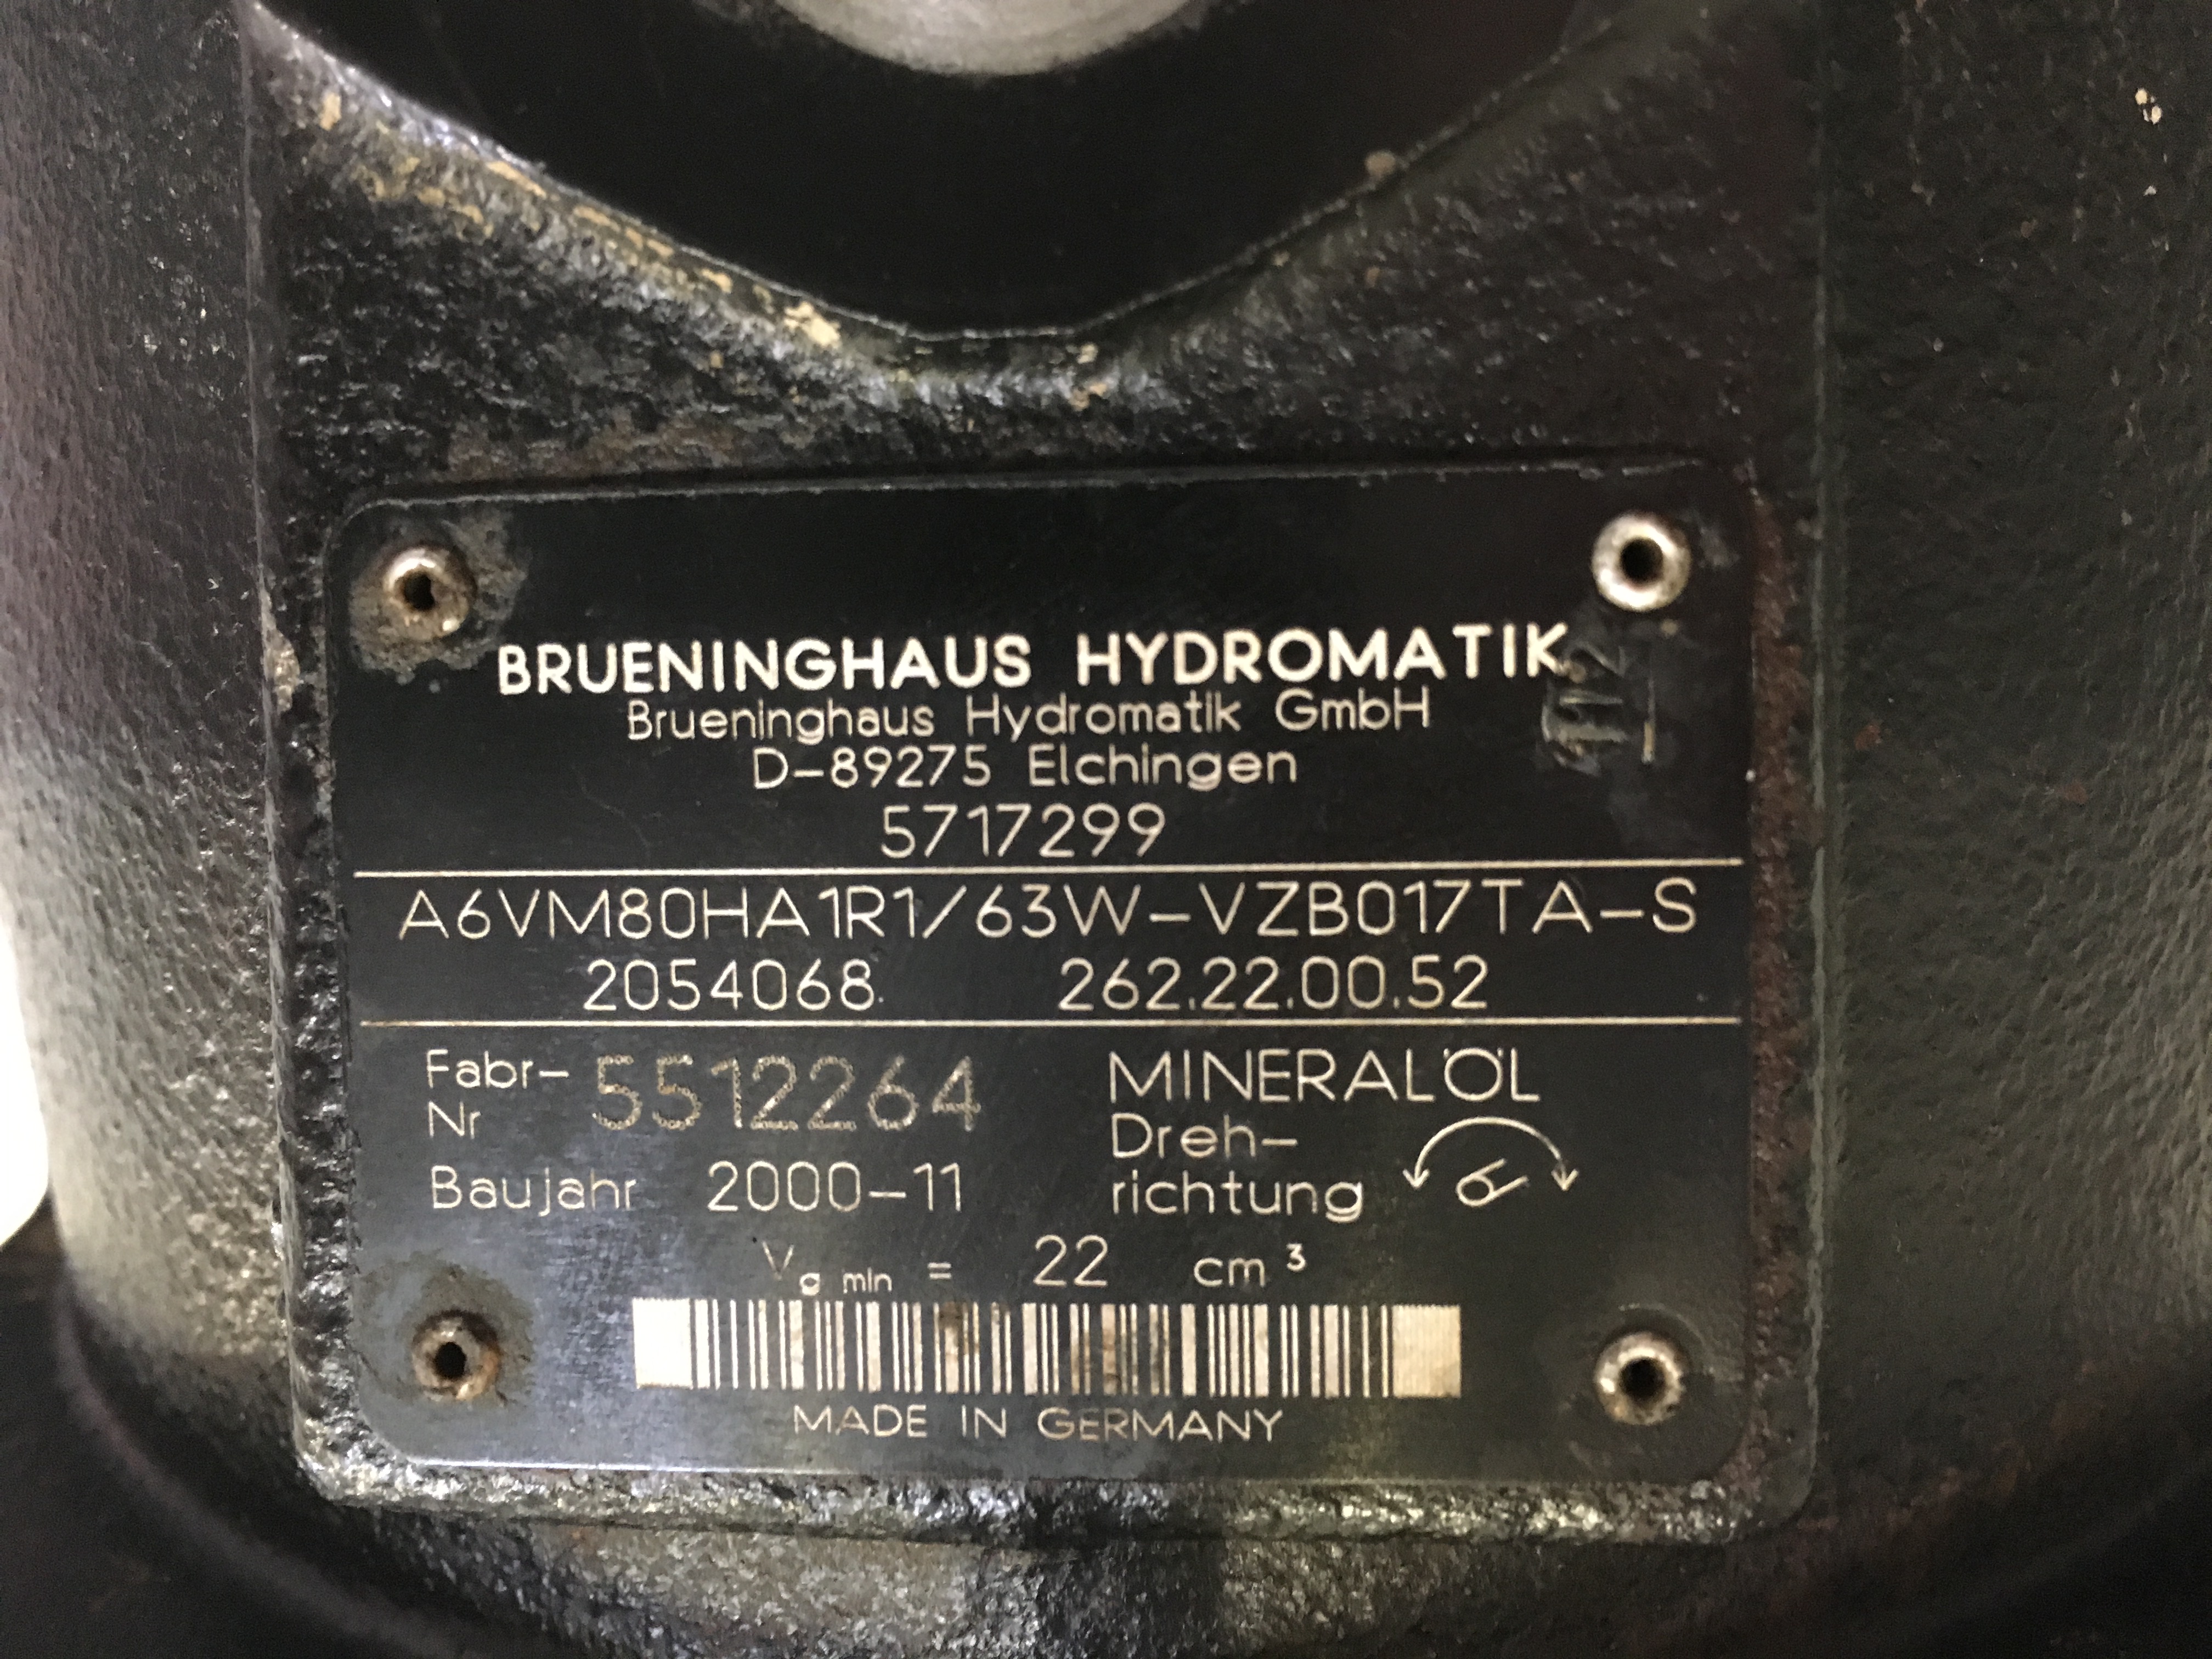 BRUENINGHAUS HYDROMATIK
Brueninghaus Hydromatik GmbH
D-89275 Elchingen
5717299
A6VM80HA1R1/63W-VZB017TA-S
2054068 262.22.00.52
Fabr-Nr 5512264
MINERALÖL
Baujahr 2000-11
Dreh-
richtung
Vg min = 22 cm³
MADE IN GERMANY